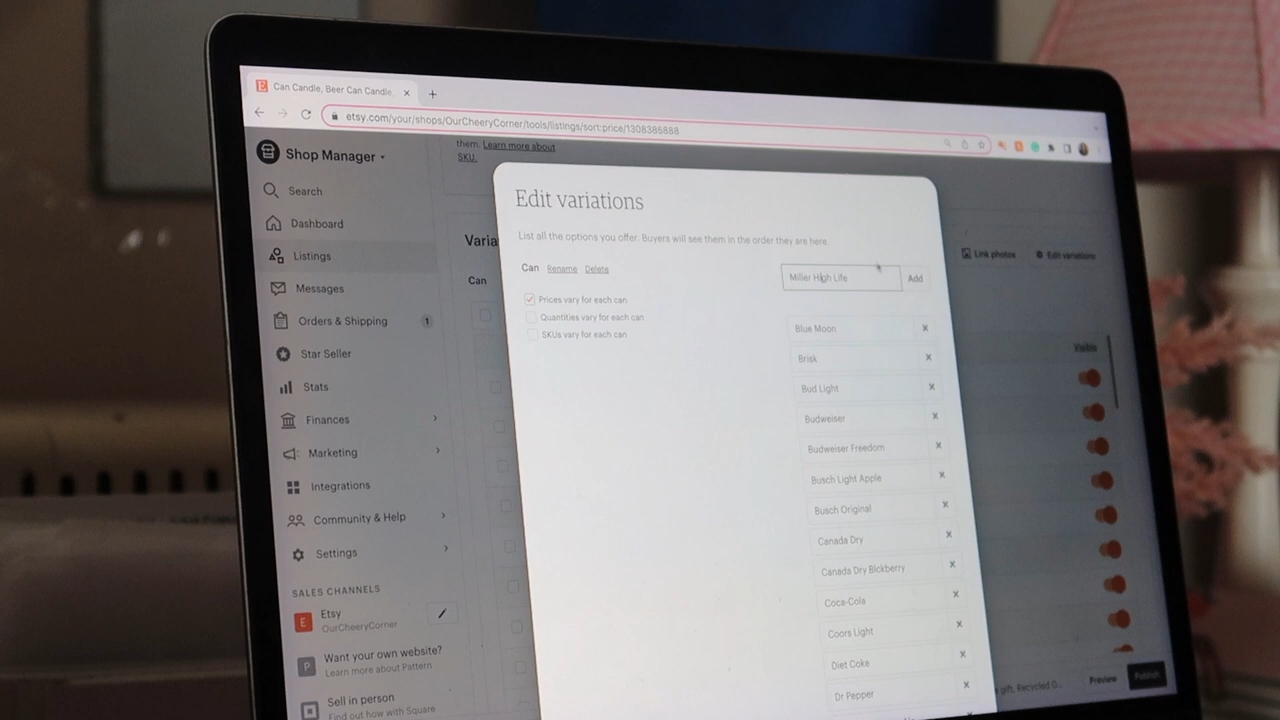 Can Candle, Beer Can Candle,
etsy.com/your/shops/OurCheeryCorner/tools/listings/sort:price/1308385888
Shop Manager
Search
Dashboard
Listings
Messages
Orders & Shipping 1
Star Seller
Stats
Finances
Marketing
Integrations
Community & Help
Settings
SALES CHANNELS
E Etsy
OurCheeryCorner
P Want your own website?
Learn more about Pattern
Sell in person
Find out how with Square
them. Learn more about
SKU.
Varia
Can
Link photos Edit variations
Visible
Edit variations
List all the options you offer. Buyers will see them in the order they are here.
Can Rename Delete
Prices vary for each can
Quantities vary for each can
SKUs vary for each can
Miller High Life Add
Blue Moon
Brisk
Bud Light
Budweiser
Budweiser Freedom
Busch Light Apple
Busch Original
Canada Dry
Canada Dry Blckberry
Coca-Cola
Coors Light
Diet Coke
Dr Pepper
gift, Recycled O...
Preview Publish